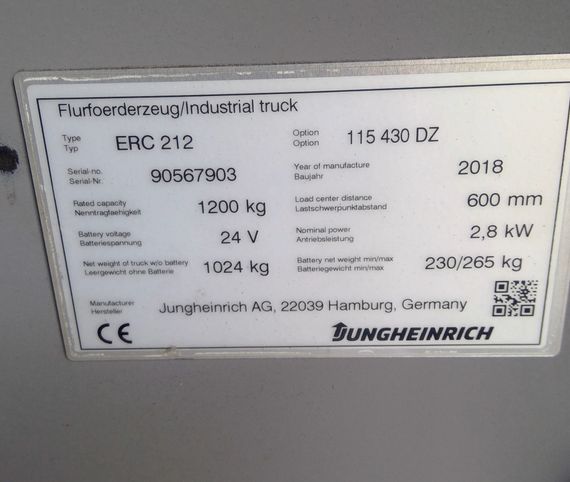 Flurfoerderzeug/Industrial truck
Type Typ ERC 212 Option Option 115 430 DZ
Serial-no. Serial-Nr. 90567903 Year of manufacture Baujahr 2018
Rated capacity Nenntragfaehigkeit 1200 kg Load center distance Lastschwerpunktabstand 600 mm
Battery voltage Batteriespannung 24 V Nominal power Antriebsleistung 2,8 kW
Net weight of truck w/o battery Leergewicht ohne Batterie 1024 kg Battery net weight min/max Batteriegewicht min/max 230/265 kg
Manufacturer Hersteller Jungheinrich AG, 22039 Hamburg, Germany
CE JUNGHEINRICH